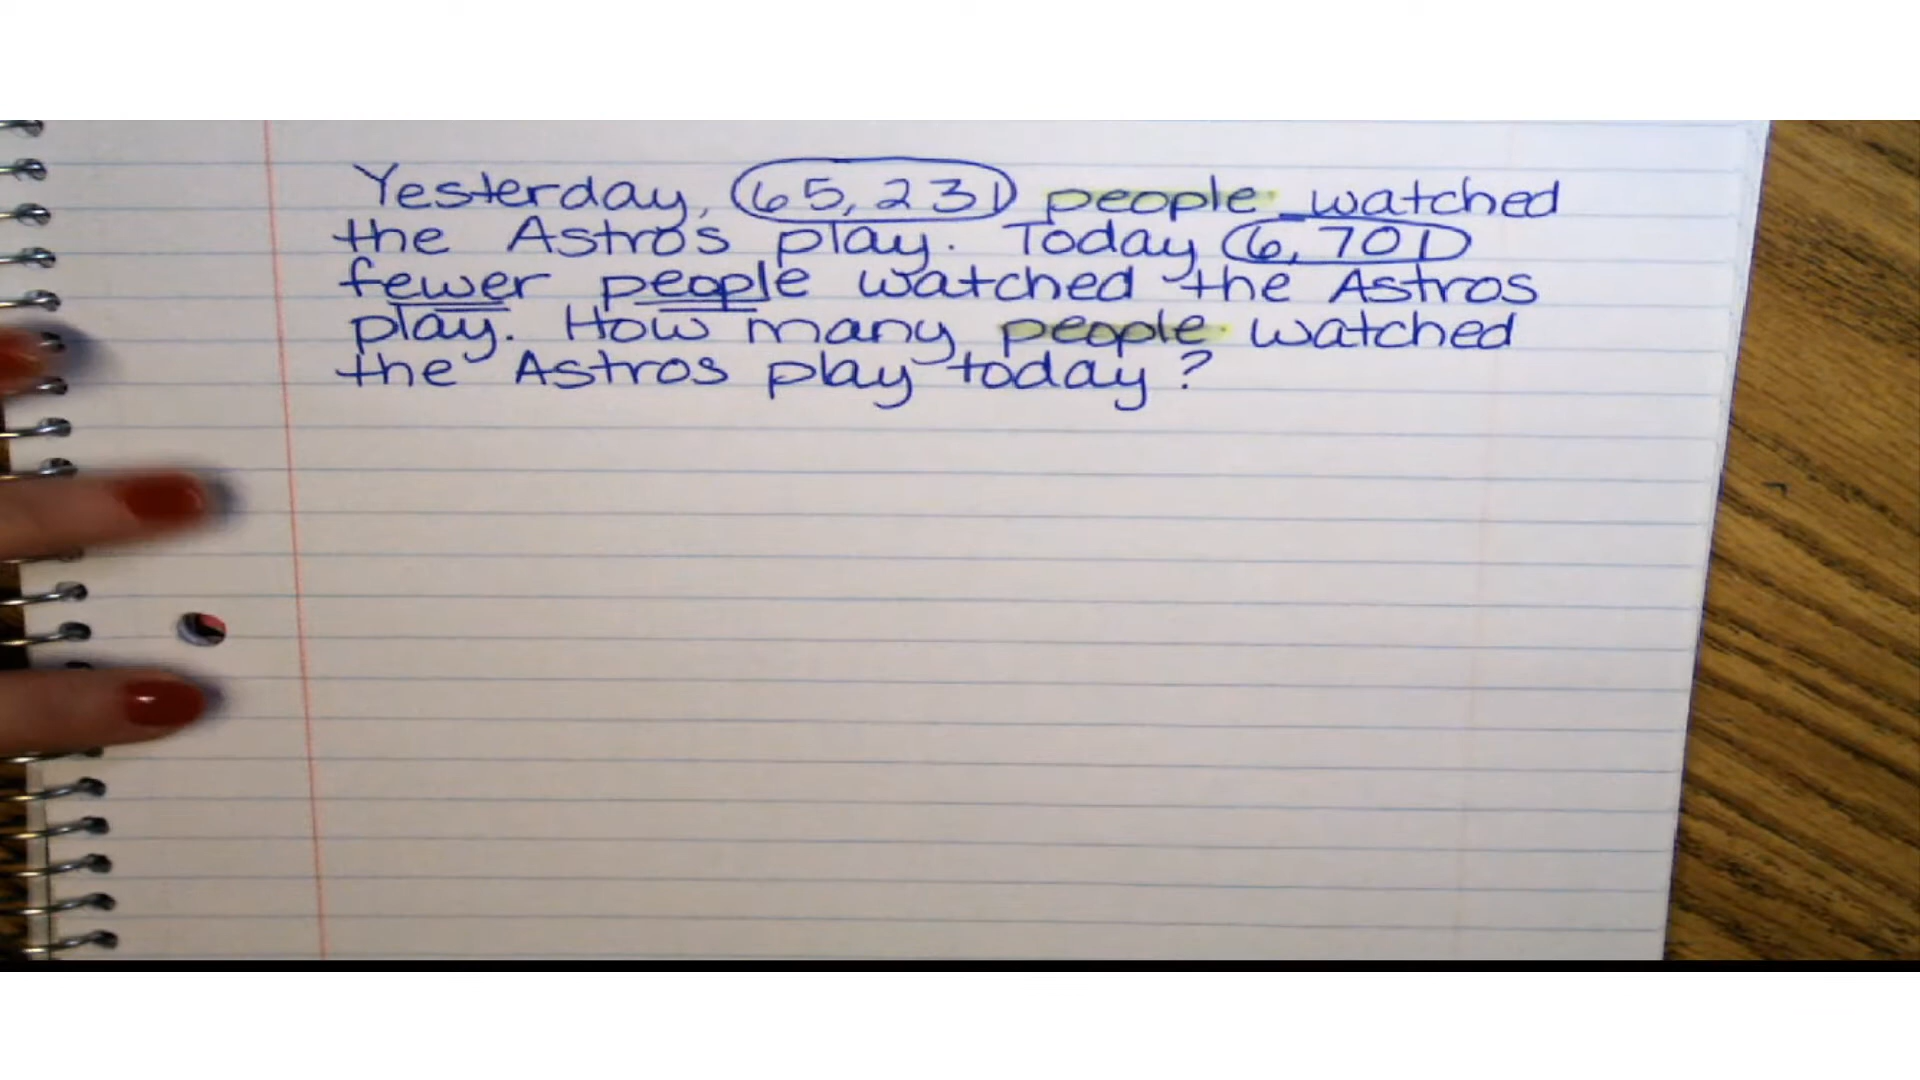 Yesterday, 65,231 people watched
the Astros play. Today 6,701
fewer people watched the Astros
play. How many people watched
the Astros play today?